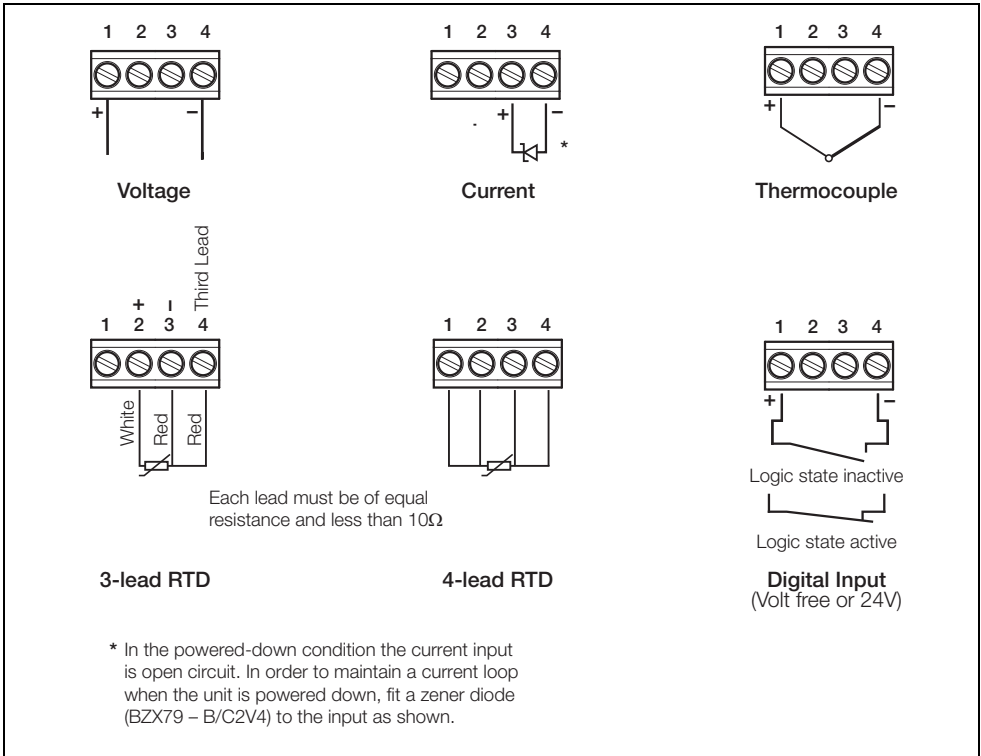 1 2 3 4
+ −
Voltage
1 2 3 4
+ −
*
Current
1 2 3 4
+ −
Thermocouple
Third Lead
+ −
1 2 3 4
White
Red
Red
Each lead must be of equal
resistance and less than 10Ω
3-lead RTD
1 2 3 4
4-lead RTD
1 2 3 4
+ −
Logic state inactive
Logic state active
Digital Input
(Volt free or 24V)
* In the powered-down condition the current input
is open circuit. In order to maintain a current loop
when the unit is powered down, fit a zener diode
(BZX79 – B/C2V4) to the input as shown.